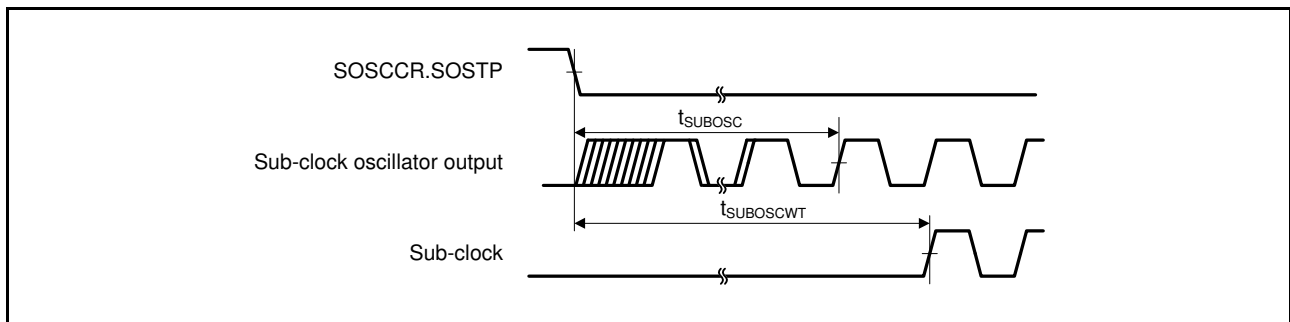 SOSCCR.SOSTP
tSUBOSC
Sub-clock oscillator output
tSUBOSCWT
Sub-clock